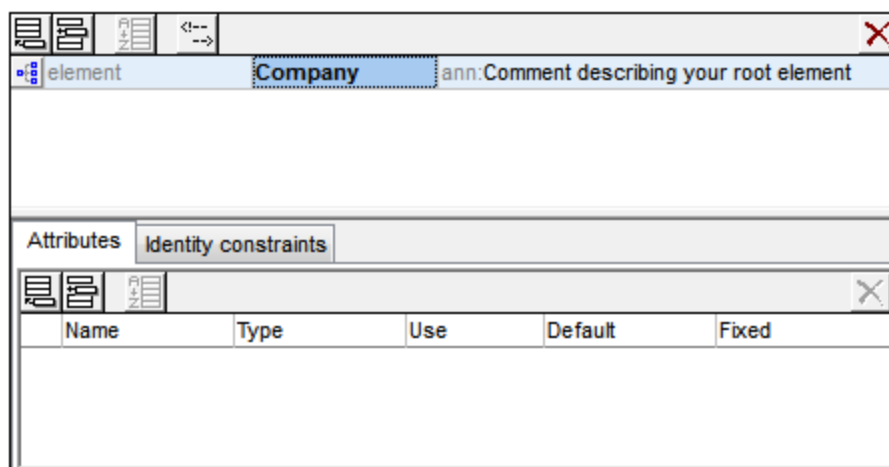 element Company ann:Comment describing your root element
Attributes Identity constraints
Name Type Use Default Fixed